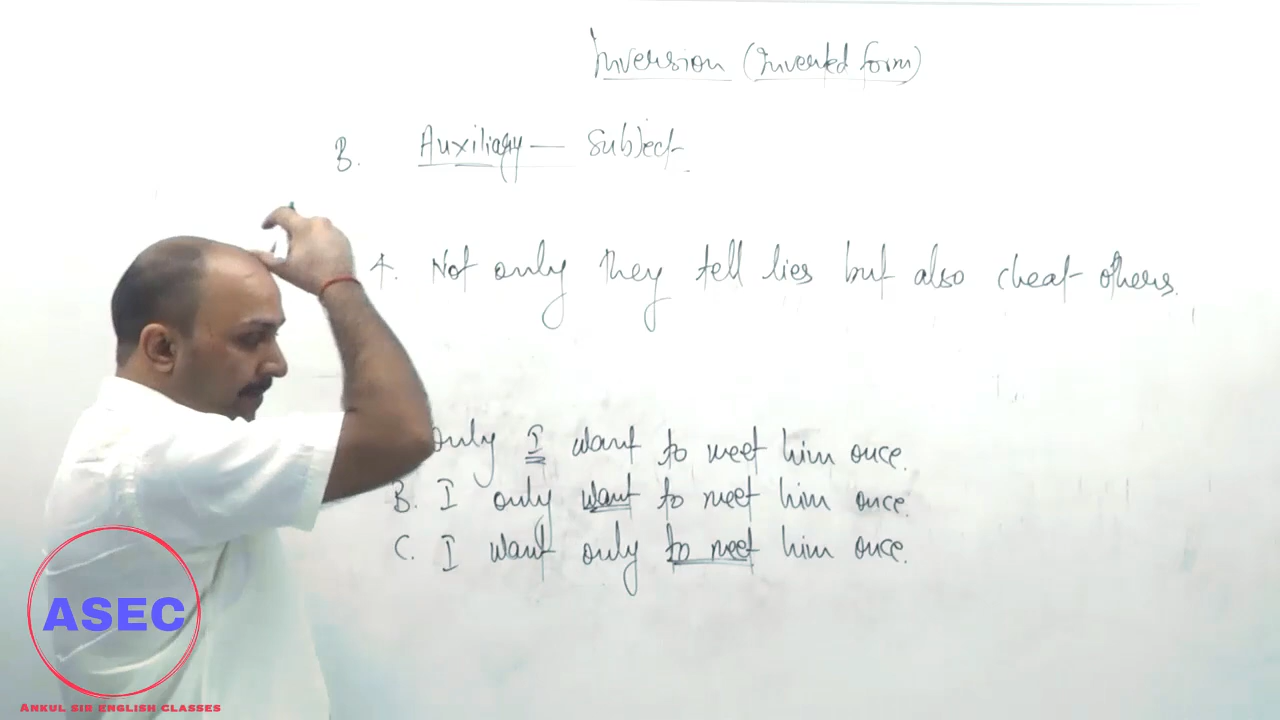 Inversion (Inverted form)
B. Auxiliary — Subject
A. Not only they tell lies but also cheat others.
only I want to meet him once.
B. I only want to meet him once.
C. I want only to meet him once.
ASEC
ANKUL SIR ENGLISH CLASSES